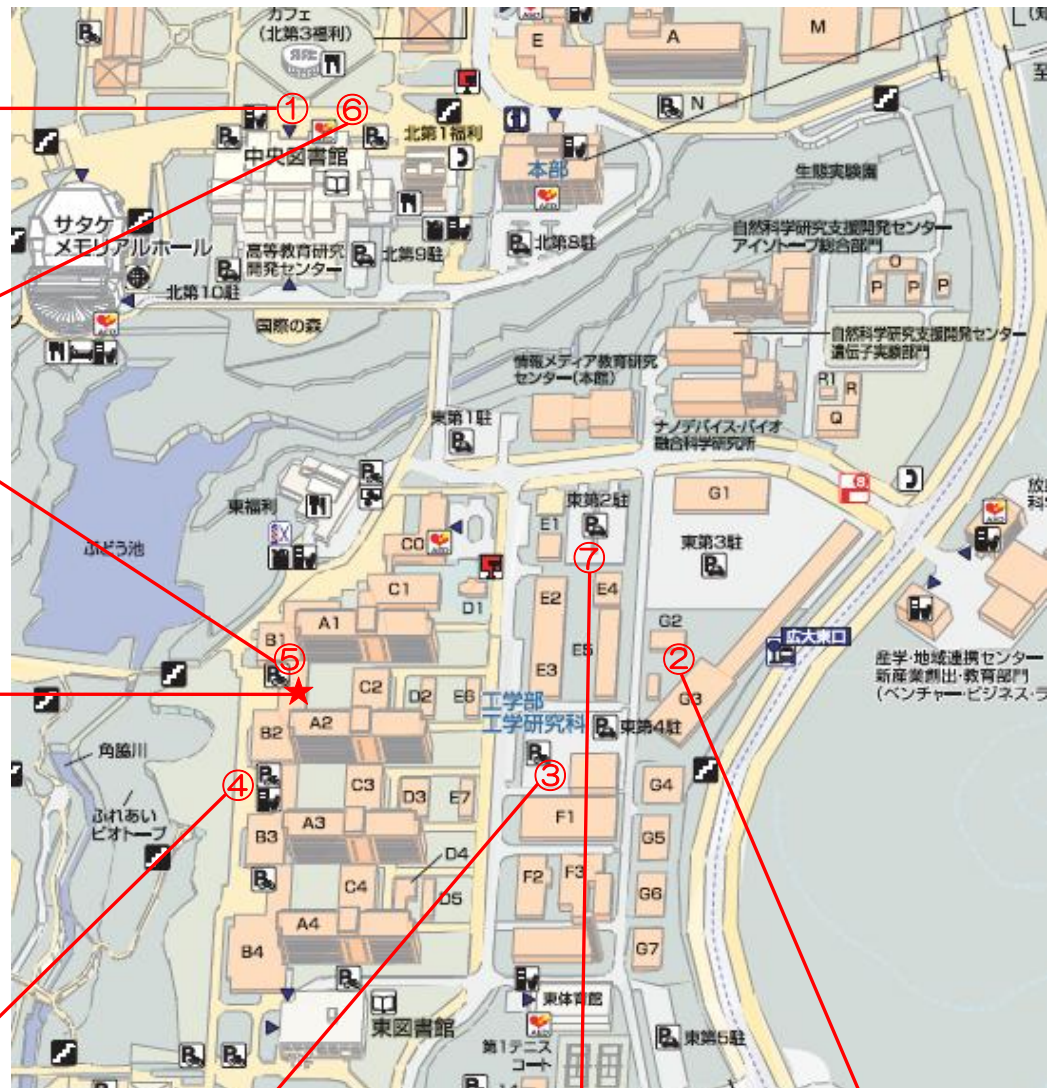 カフェ
(北第3福利)
E
A
M
至
N
①
⑥
北第1福利
中央図書館
本部
生態実験園
サタケ
メモリアルホール
高等教育研究
開発センター
北第9駐
北第8駐
自然科学研究支援開発センター
アイソトープ総合部門
O
P
P
P
北第10駐
国際の森
自然科学研究支援開発センター
遺伝子実験部門
情報メディア教育研究
センター(本館)
R1
R
Q
東第1駐
ナノデバイス・バイオ
融合科学研究所
G1
東第2駐
東福利
E1
C0
東第3駐
ぶどう池
⑦
C1
D1
E2
E4
A1
B1
G2
広大東口
⑤
②
E3
E5
C2
D2
E6
G3
産学・地域連携センター
新産業創出・教育部門
(ベンチャー・ビジネス・ラ
工学部
工学研究科
東第4駐
★
B2
A2
角脇川
④
③
C3
D3
E7
G4
ふれあい
ビオトープ
A3
B3
F1
G5
D4
C4
D5
F2
F3
G6
A4
B4
G7
東体育館
東図書館
第1テニス
コート
東第5駐